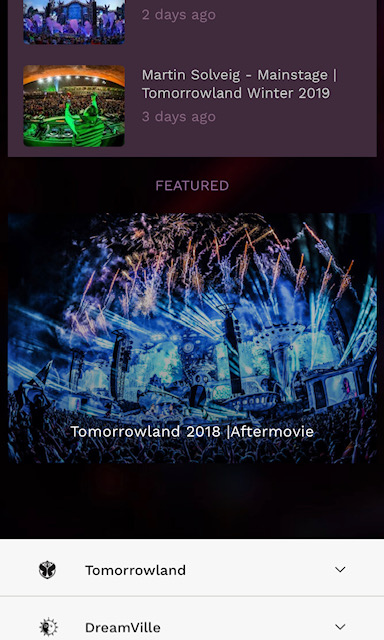 2 days ago
Martin Solveig - Mainstage |
Tomorrowland Winter 2019
3 days ago
FEATURED
Tomorrowland 2018 |Aftermovie
Tomorrowland
DreamVille